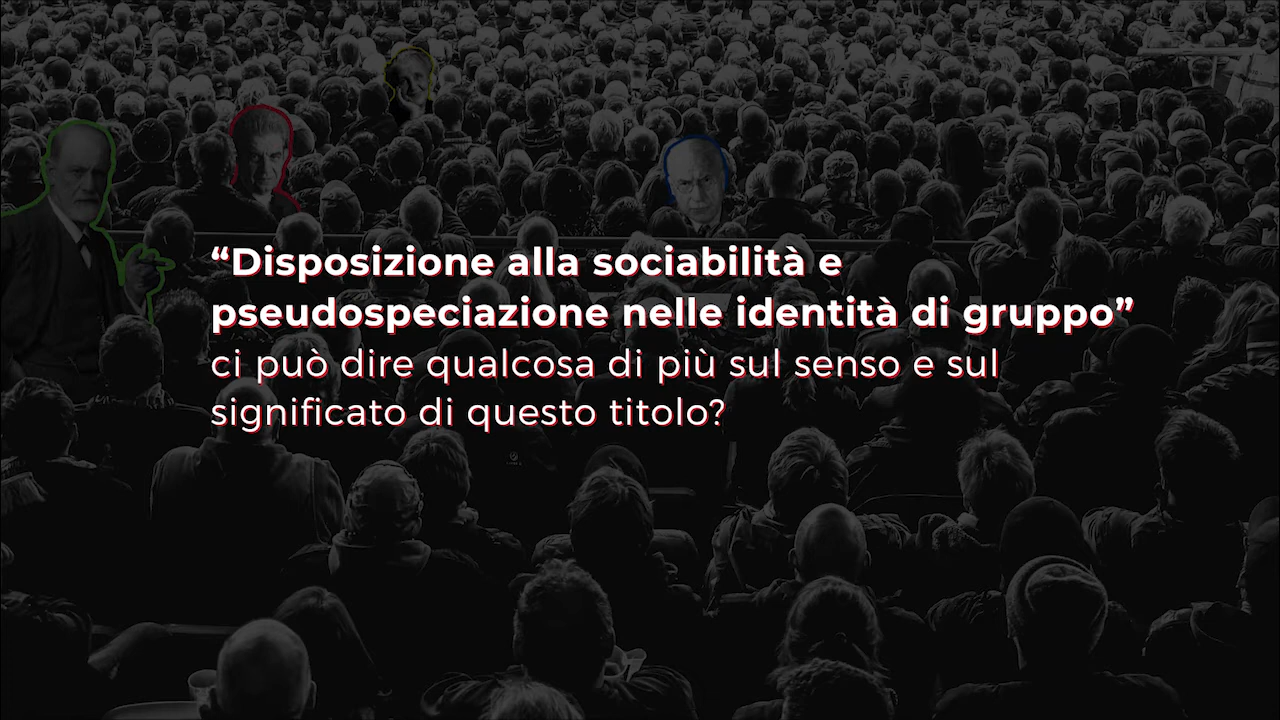 “Disposizione alla sociabilità e
pseudospeciazione nelle identità di gruppo”
ci può dire qualcosa di più sul senso e sul
significato di questo titolo?